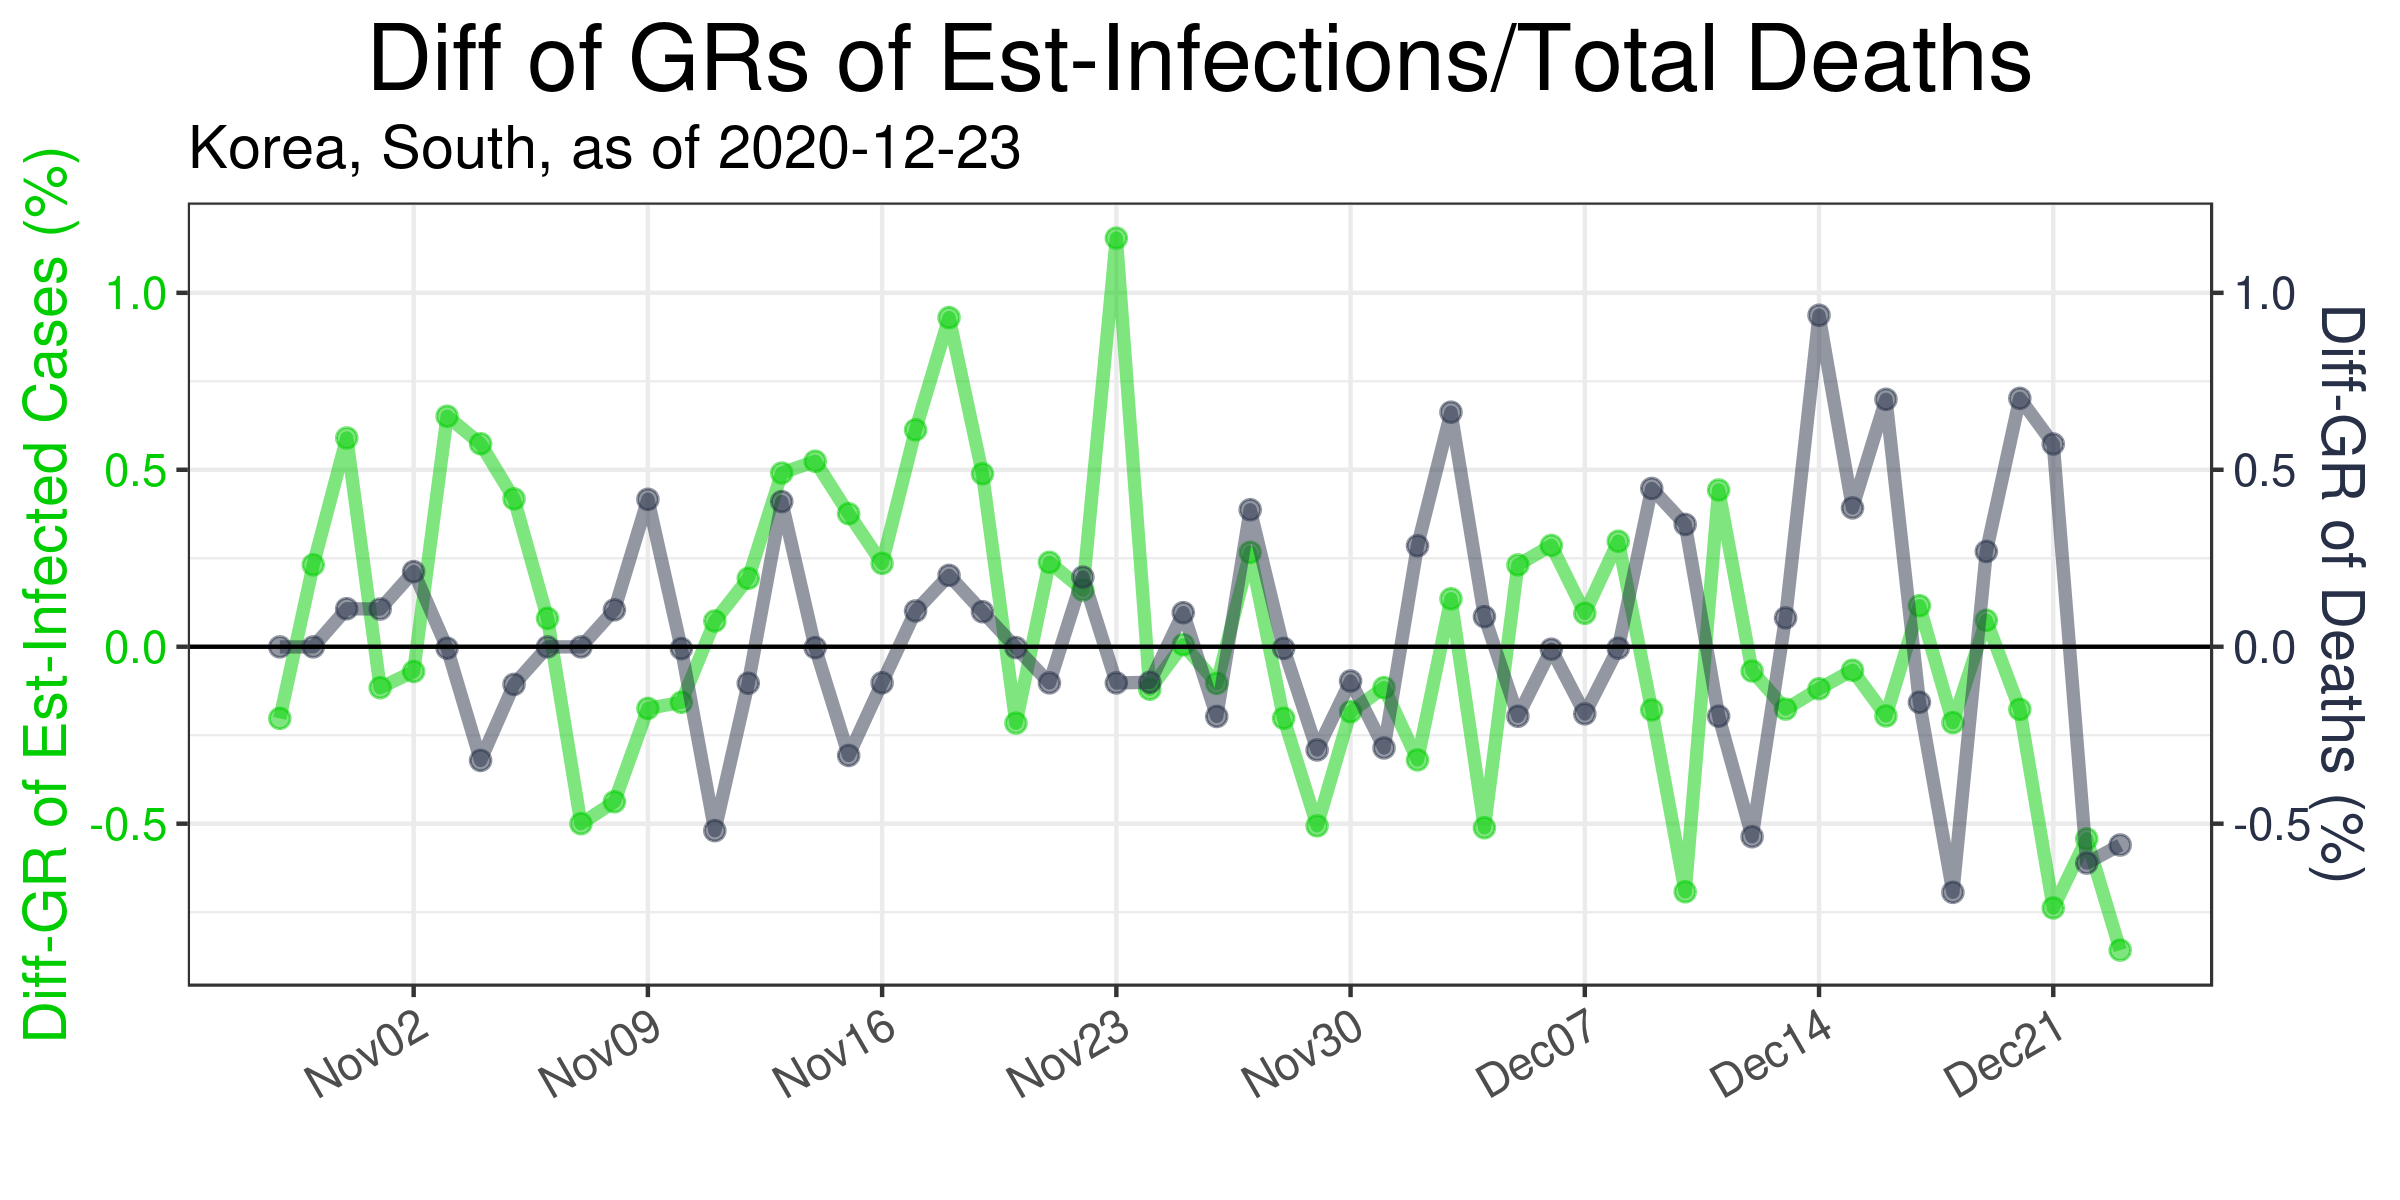 Diff of GRs of Est-Infections/Total Deaths
Korea, South, as of 2020-12-23
Diff-GR of Est-Infected Cases (%)
1.0
0.5
0.0
-0.5
1.0
0.5
0.0
-0.5
Diff-GR of Deaths (%)
Nov02
Nov09
Nov16
Nov23
Nov30
Dec07
Dec14
Dec21